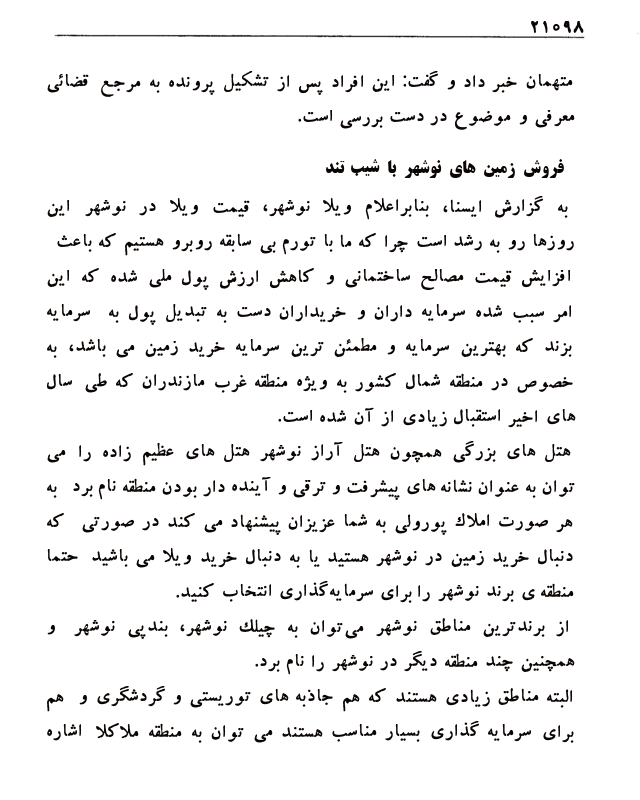 ۲۱۰۹۸
متهمان خبر داد و گفت: این افراد پس از تشکیل پرونده به مرجع قضائی
معرفی و موضوع در دست بررسی است.
فروش زمین های نوشهر با شیب تند
به گزارش ایسنا، بنابراعلام ویلا نوشهر، قیمت ویلا در نوشهر این
روزها رو به رشد است چرا که ما با تورم بی سابقه روبرو هستیم که باعث
افزایش قیمت مصالح ساختمانی و کاهش ارزش پول ملی شده که این
امر سبب شده سرمایه داران و خریداران دست به تبدیل پول به سرمایه
بزند که بهترین سرمایه و مطمئن ترین سرمایه خرید زمین می باشد، به
خصوص در منطقه شمال کشور به ویژه منطقه غرب مازندران که طی سال
های اخیر استقبال زیادی از آن شده است.
هتل های بزرگی همچون هتل آراز نوشهر هتل های عظیم زاده را می
توان به عنوان نشانه های پیشرفت و ترقی و آینده دار بودن منطقه نام برد به
هر صورت املاك پورولی به شما عزیزان پیشنهاد می کند در صورتی که
دنبال خرید زمین در نوشهر هستید یا به دنبال خرید ویلا می باشید حتما
منطقه ی برند نوشهر را برای سرمایه‌گذاری انتخاب کنید.
از برندترین مناطق نوشهر می‌توان به چیلك نوشهر، بندپی نوشهر و
همچنین چند منطقه دیگر در نوشهر را نام برد.
البته مناطق زیادی هستند که هم جاذبه های توریستی و گردشگری و هم
برای سرمایه گذاری بسیار مناسب هستند می توان به منطقه ملاکلا اشاره